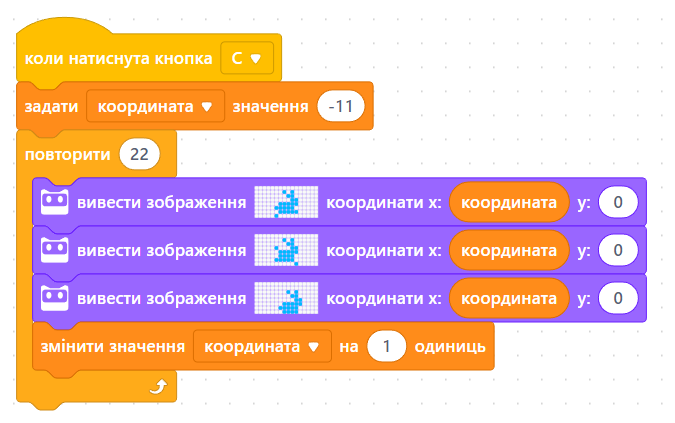 коли натиснута кнопка C
задати координата значення -11
повторити 22
вивести зображення координати x: координата y: 0
вивести зображення координати x: координата y: 0
вивести зображення координати x: координата y: 0
змінити значення координата на 1 одиниць